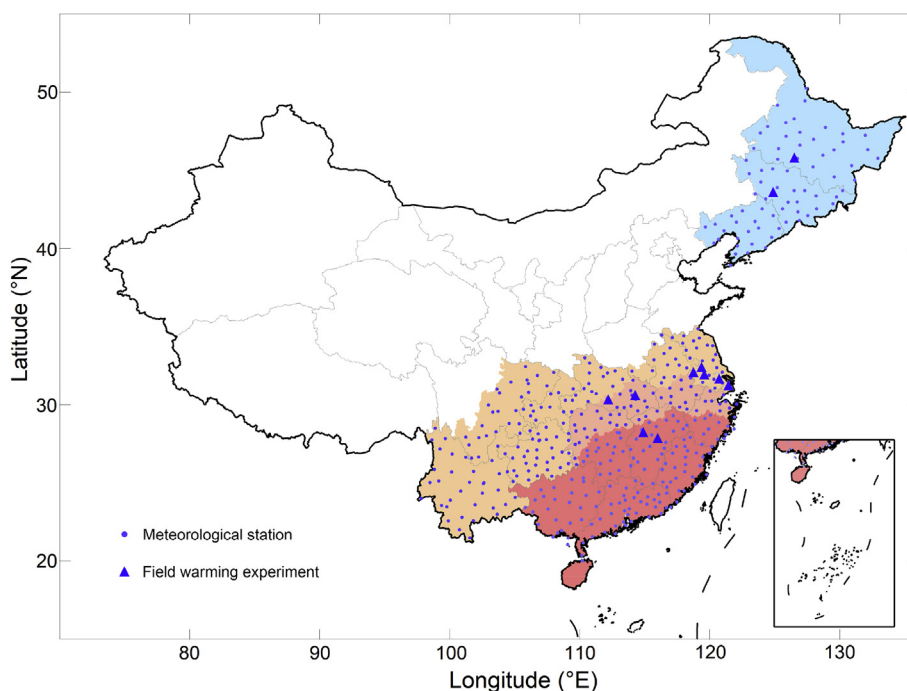 50
40
30
20
Latitude (°N)
Meteorological station
Field warming experiment
80
90
100
110
120
130
Longitude (°E)